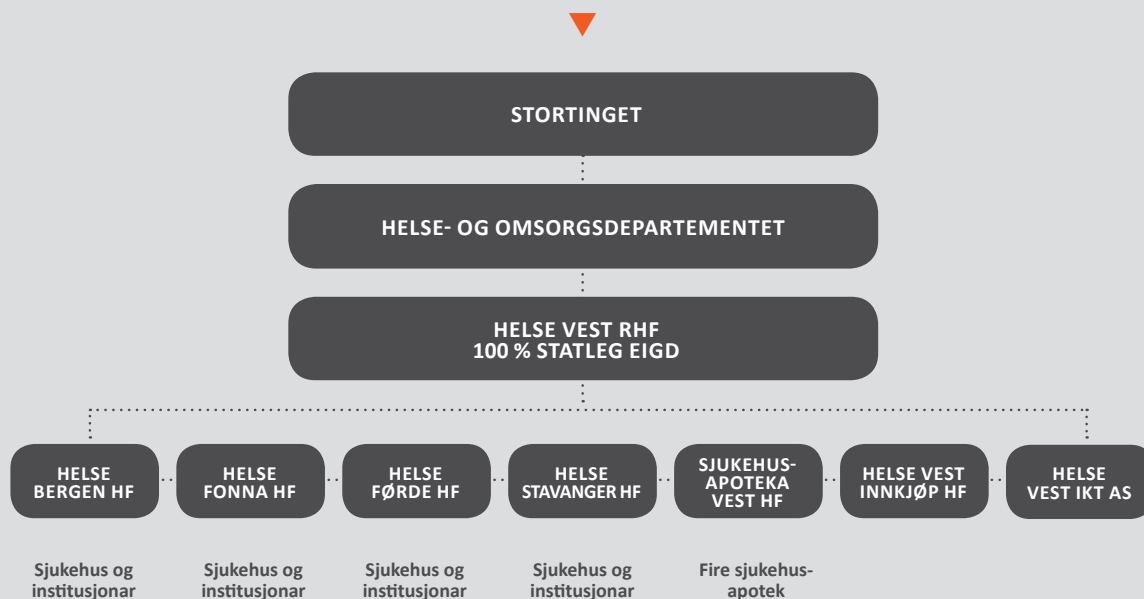 STORTINGET
HELSE- OG OMSORGSDEPARTEMENTET
HELSE VEST RHF
100 % STATLEG EIGD
HELSE
BERGEN HF
HELSE
FONNA HF
HELSE
FØRDE HF
HELSE
STAVANGER HF
SJUKEHUS-
APOTEKA
VEST HF
HELSE VEST
INNKJØP HF
HELSE
VEST IKT AS
Sjukehus og
institusjonar
Sjukehus og
institusjonar
Sjukehus og
institusjonar
Sjukehus og
institusjonar
Fire sjukehus-
apotek